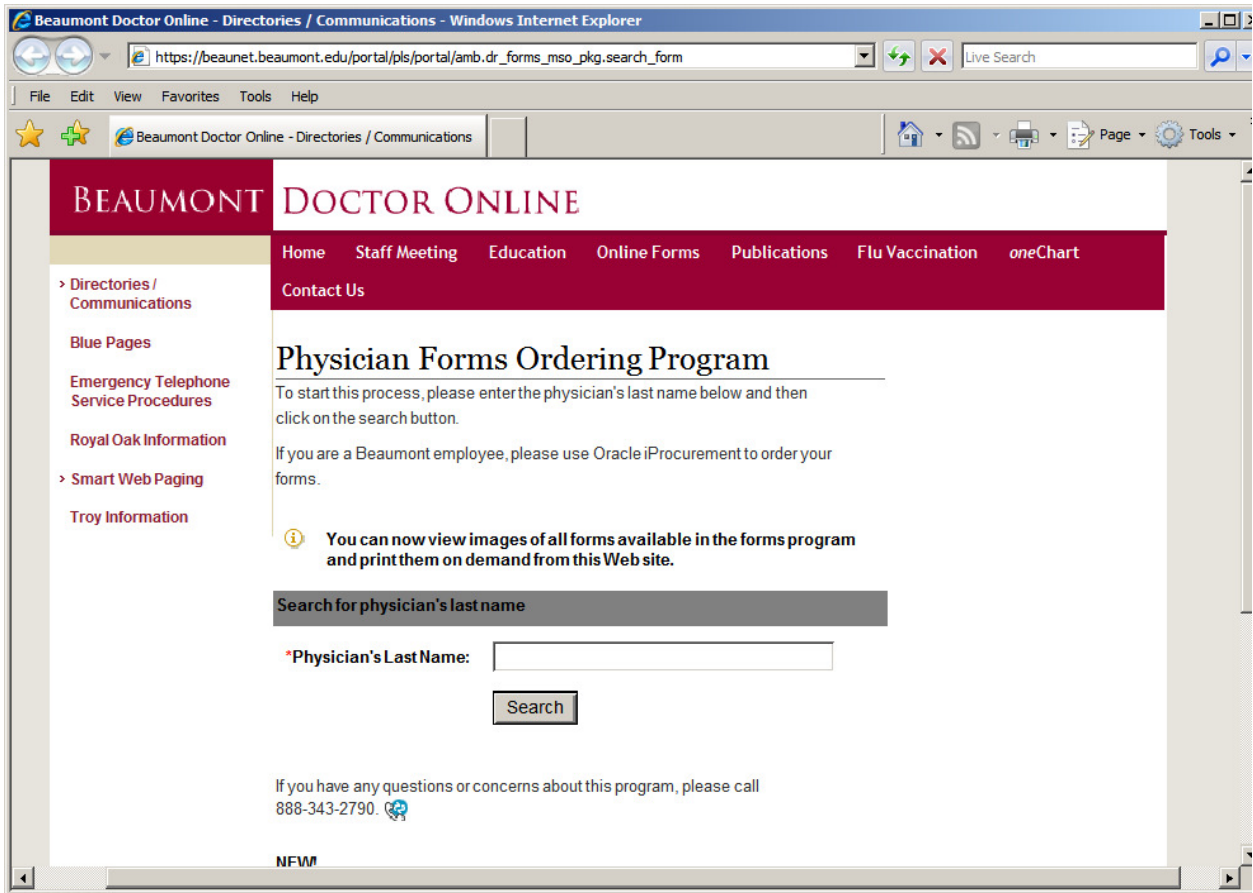 Beaumont Doctor Online - Directories / Communications - Windows Internet Explorer
https://beaunet.beaumont.edu/portal/pls/portal/amb.dr_forms_mso_pkg.search_form
Live Search
File Edit View Favorites Tools Help
Beaumont Doctor Online - Directories / Communications
Page Tools
BEAUMONT DOCTOR ONLINE
Home Staff Meeting Education Online Forms Publications Flu Vaccination oneChart
Contact Us
> Directories /
Communications
Blue Pages
Emergency Telephone
Service Procedures
Royal Oak Information
> Smart Web Paging
Troy Information
Physician Forms Ordering Program
To start this process, please enter the physician's last name below and then
click on the search button.
If you are a Beaumont employee, please use Oracle iProcurement to order your
forms.
You can now view images of all forms available in the forms program
and print them on demand from this Web site.
Search for physician's last name
*Physician's Last Name:
Search
If you have any questions or concerns about this program, please call
888-343-2790.
NEW!